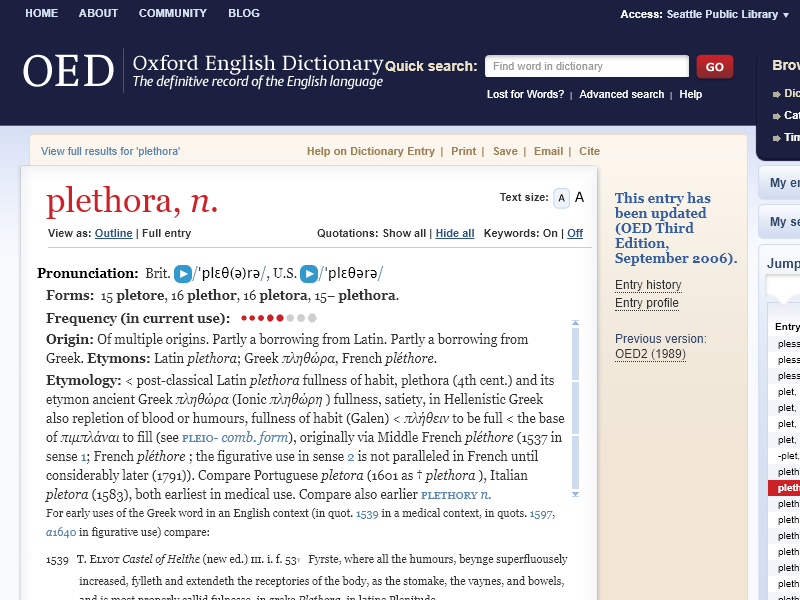 HOME ABOUT COMMUNITY BLOG Access: Seattle Public Library
OED Oxford English Dictionary
The definitive record of the English language
Quick search: Find word in dictionary GO
Lost for Words? | Advanced search | Help
View full results for 'plethora'
Help on Dictionary Entry | Print | Save | Email | Cite
plethora, n.
Text size: A A
View as: Outline | Full entry Quotations: Show all | Hide all Keywords: On | Off
Pronunciation: Brit. /ˈplɛθ(ə)rə/, U.S. /ˈplɛθərə/
Forms: 15 pletore, 16 plethor, 16 pletora, 15– plethora.
Frequency (in current use):
Origin: Of multiple origins. Partly a borrowing from Latin. Partly a borrowing from
Greek. Etymons: Latin plethora; Greek πληθώρα, French pléthore.
Etymology: < post-classical Latin plethora fullness of habit, plethora (4th cent.) and its
etymon ancient Greek πληθώρα (Ionic πληθώρη ) fullness, satiety, in Hellenistic Greek
also repletion of blood or humours, fullness of habit (Galen) < πλήθειν to be full < the base
of πιμπλάναι to fill (see PLEIO- comb. form), originally via Middle French pléthore (1537 in
sense 1; French pléthore ; the figurative use in sense 2 is not paralleled in French until
considerably later (1791)). Compare Portuguese pletora (1601 as † plethora ), Italian
pletora (1583), both earliest in medical use. Compare also earlier PLETHORY n.
For early uses of the Greek word in an English context (in quot. 1539 in a medical context, in quots. 1597,
a1640 in figurative use) compare:
1539 T. ELYOT Castel of Helthe (new ed.) III. i. f. 53v Fyrste, where all the humours, beynge superfluously
increased, fylleth and extendeth the receptories of the body, as the stomake, the vaynes, and bowels,
and is most properly callid fulnesse, in greke Plethora, in latine Plenitudo.
This entry has
been updated
(OED Third
Edition,
September 2006).
Entry history
Entry profile
Previous version:
OED2 (1989)
Brow
Dic
Cat
Tim
My en
My se
Jump
Entry
pless
pless
pless
plet,
plet,
plet,
plet,
-plet,
pleth
pleth
pleth
pleth
pleth
pleth
pleth
pleth